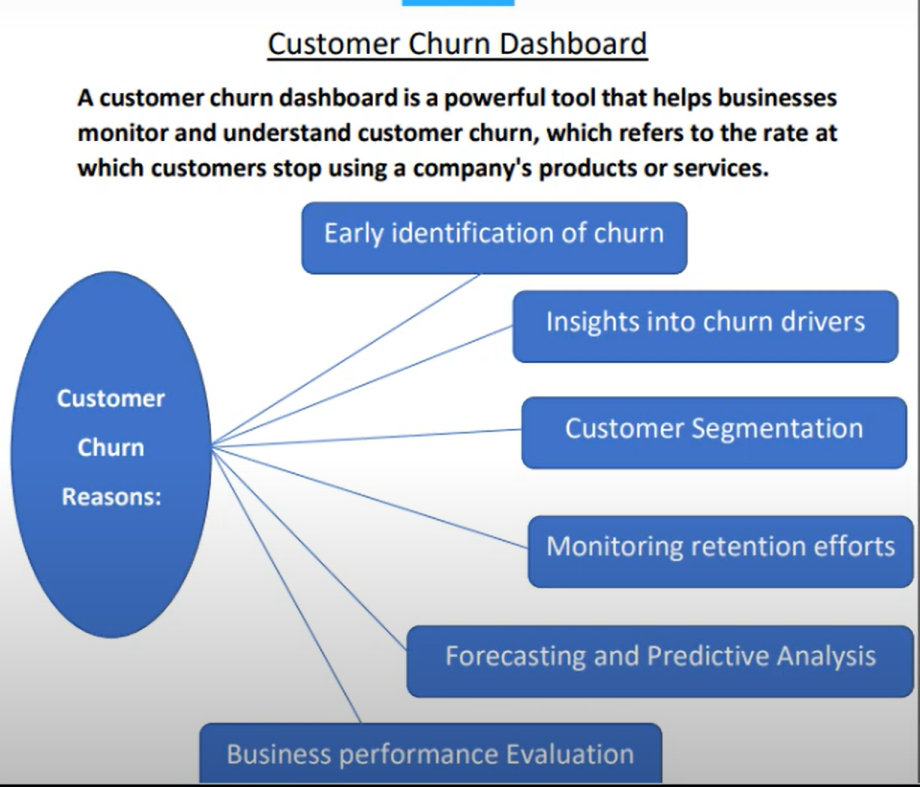 Customer Churn Dashboard
A customer churn dashboard is a powerful tool that helps businesses
monitor and understand customer churn, which refers to the rate at
which customers stop using a company's products or services.
Early identification of churn
Insights into churn drivers
Customer
Churn
Reasons:
Customer Segmentation
Monitoring retention efforts
Forecasting and Predictive Analysis
Business performance Evaluation